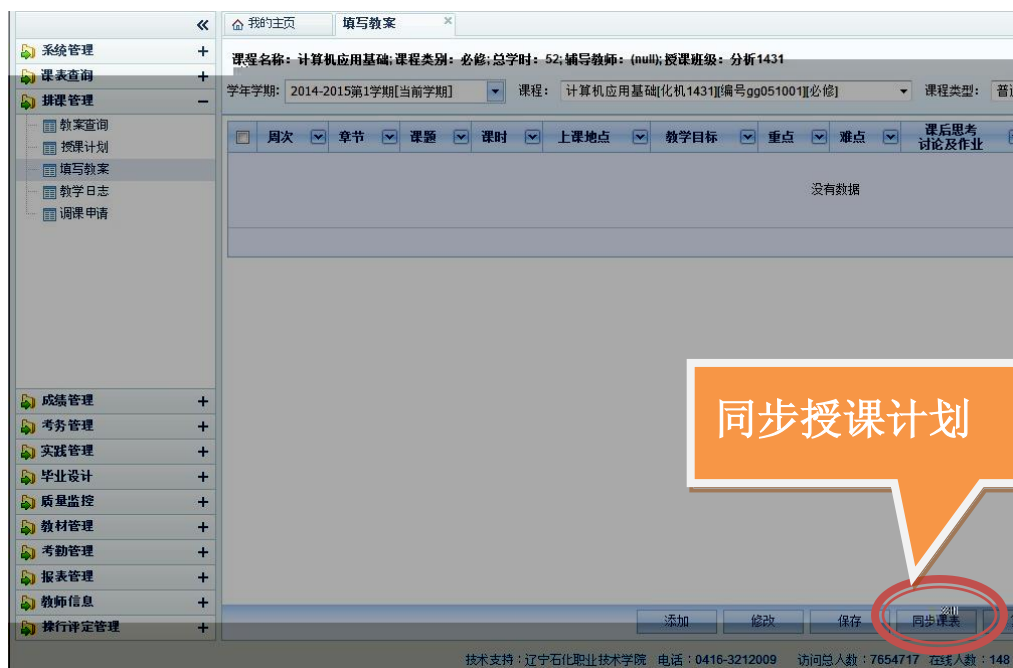 «
我的主页
填写教案
×
系统管理 +
课程名称：计算机应用基础;课程类别：必修;总学时：52;辅导教师：(null);授课班级：分析1431
课表查询 +
学年学期: 2014-2015第1学期[当前学期] 课程： 计算机应用基础[化机1431][编号gg051001][必修] 课程类型：
排课管理 −
教案查询
授课计划
填写教案
教学日志
调课申请
周次 章节 课题 课时 上课地点 教学目标 重点 难点 课后思考
讨论及作业
没有数据
成绩管理 +
考务管理 +
实践管理 +
毕业设计 +
质量监控 +
教材管理 +
考勤管理 +
报表管理 +
教师信息 +
操行评定管理 +
同步授课计划
添加 修改 保存 同步课表
技术支持：辽宁石化职业技术学院 电话：0416-3212009 访问总人数：7654717 在线人数：148